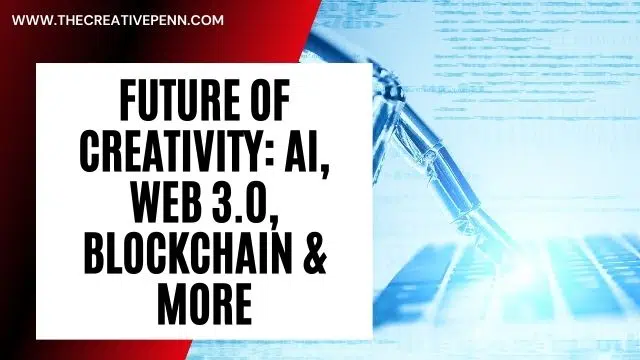 WWW.THECREATIVEPENN.COM
FUTURE OF
CREATIVITY: AI,
WEB 3.0,
BLOCKCHAIN &
MORE